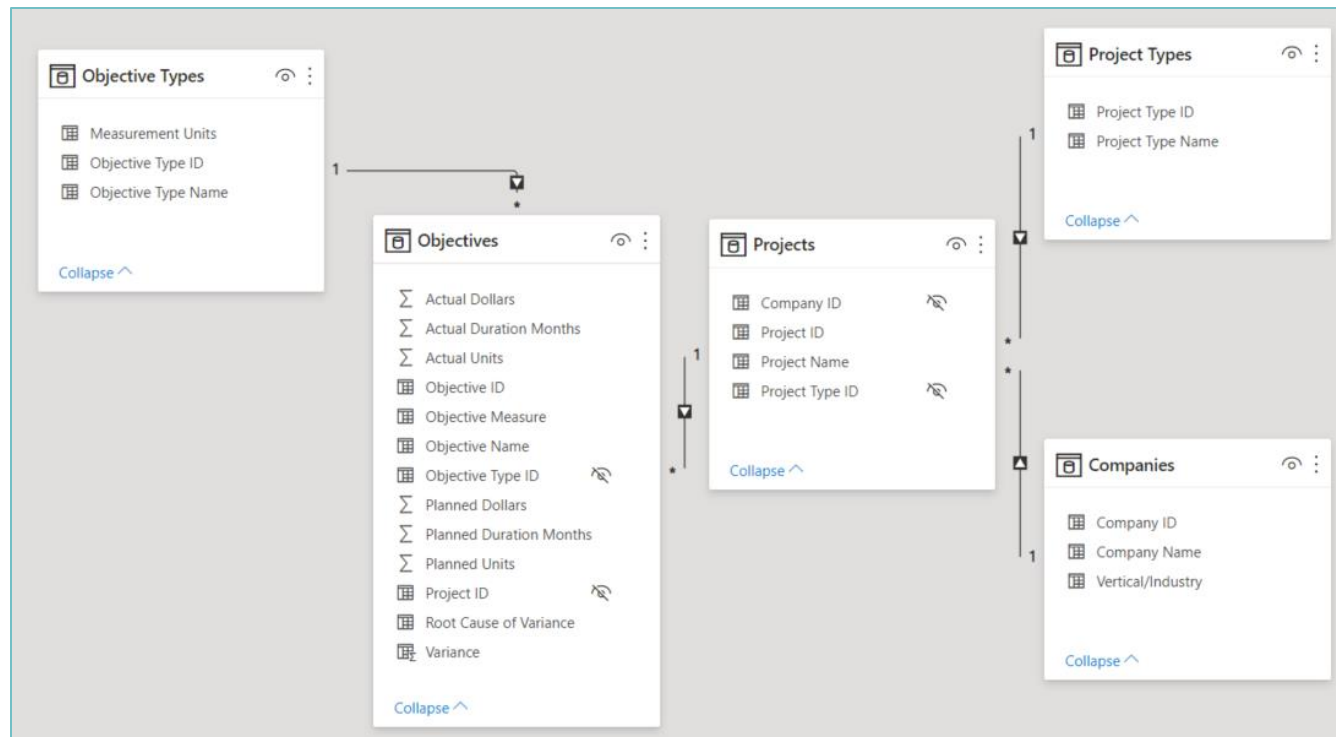 Objective Types
Measurement Units
Objective Type ID
Objective Type Name
Collapse
1
*
Objectives
Σ Actual Dollars
Σ Actual Duration Months
Σ Actual Units
Objective ID
Objective Measure
Objective Name
Objective Type ID
Σ Planned Dollars
Σ Planned Duration Months
Σ Planned Units
Project ID
Root Cause of Variance
Variance
Collapse
1
*
Projects
Company ID
Project ID
Project Name
Project Type ID
Collapse
Project Types
Project Type ID
Project Type Name
Collapse
1
*
*
1
Companies
Company ID
Company Name
Vertical/Industry
Collapse